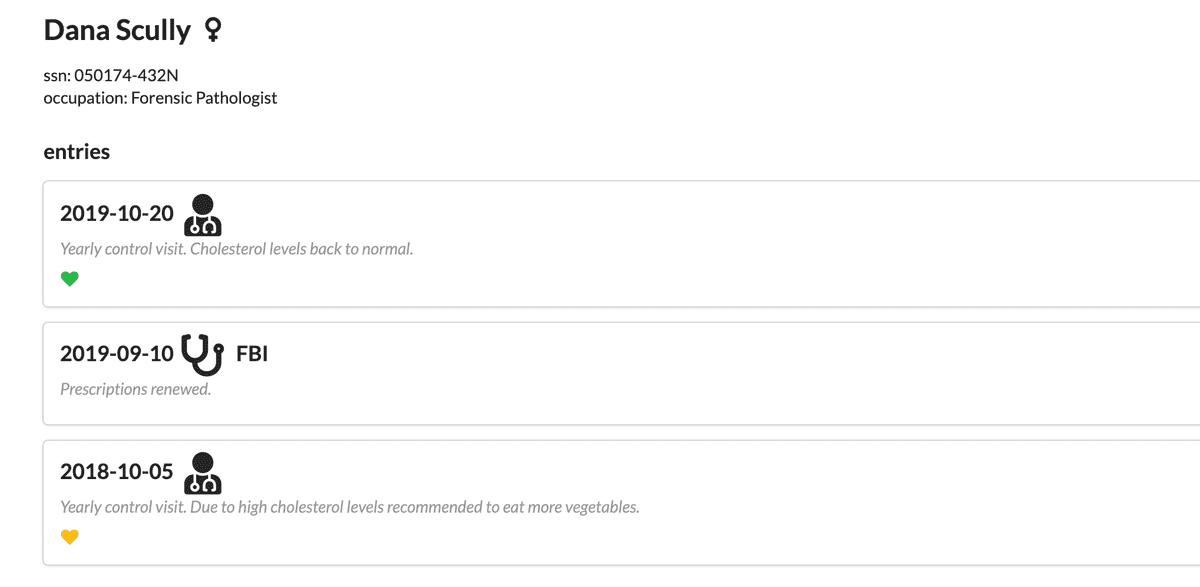 Dana Scully
ssn: 050174-432N
occupation: Forensic Pathologist
entries
2019-10-20
Yearly control visit. Cholesterol levels back to normal.
2019-09-10 FBI
Prescriptions renewed.
2018-10-05
Yearly control visit. Due to high cholesterol levels recommended to eat more vegetables.